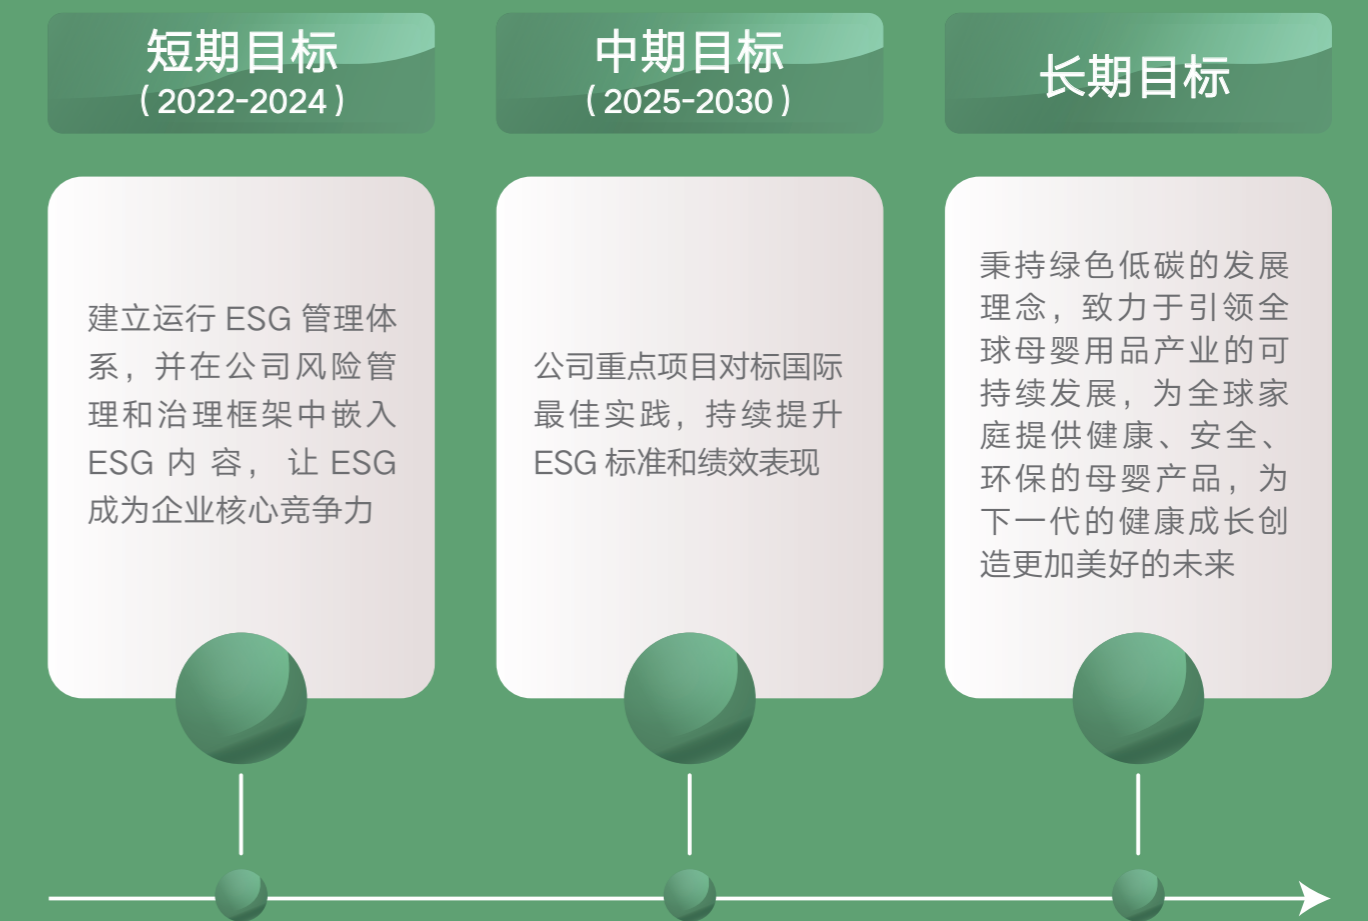 短期目标
（2022-2024）
建立运行 ESG 管理体
系，并在公司风险管
理和治理框架中嵌入
ESG 内 容， 让 ESG
成为企业核心竞争力
中期目标
（2025-2030）
公司重点项目对标国际
最佳实践，持续提升
ESG 标准和绩效表现
长期目标
秉持绿色低碳的发展
理念，致力于引领全
球母婴用品产业的可
持续发展，为全球家
庭提供健康、安全、
环保的母婴产品，为
下一代的健康成长创
造更加美好的未来